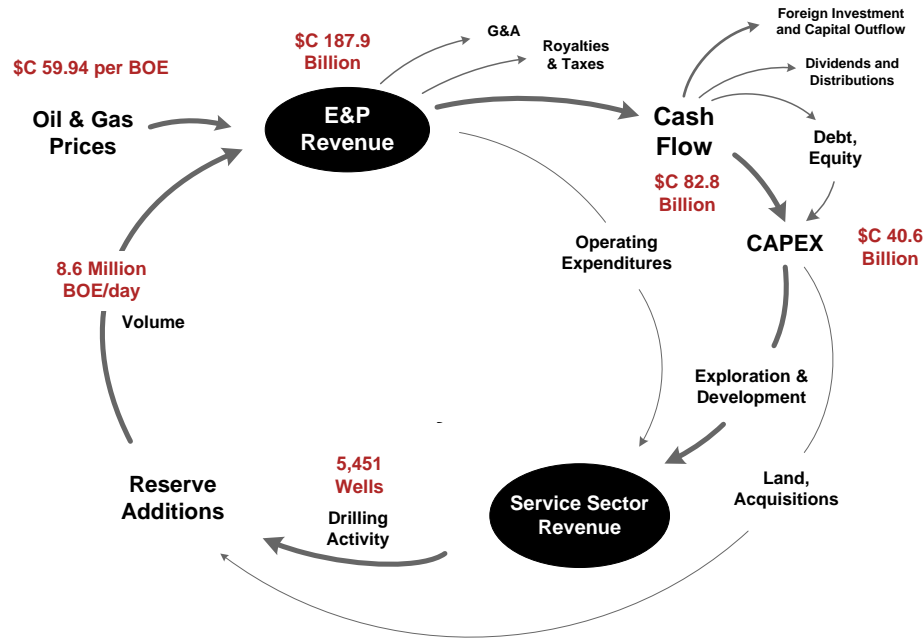 Foreign Investment
and Capital Outflow
G&A
$C 187.9
Billion
Royalties
& Taxes
$C 59.94 per BOE
Dividends and
Distributions
Oil & Gas
Prices
E&P
Revenue
Cash
Flow
Debt,
Equity
$C 82.8
Billion
CAPEX
$C 40.6
Billion
Operating
Expenditures
8.6 Million
BOE/day
Volume
Exploration &
Development
5,451
Wells
Drilling
Activity
Reserve
Additions
Service Sector
Revenue
Land,
Acquisitions